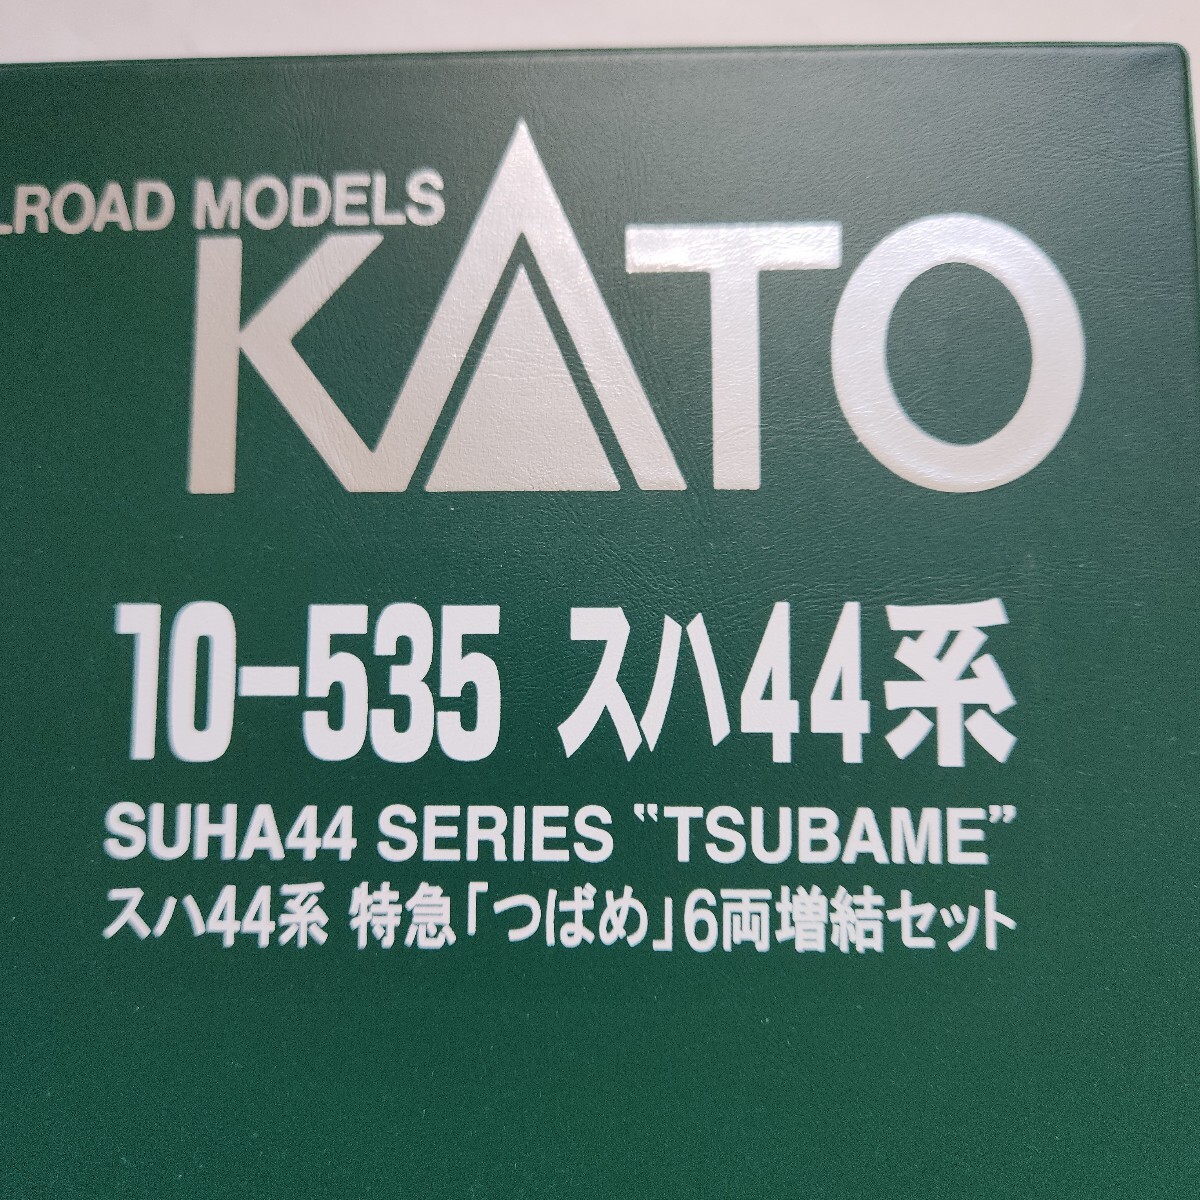 LROAD MODELS
KATO
10-535 スハ44系
SUHA44 SERIES "TSUBAME"
スハ44系 特急「つばめ」6両増結セット